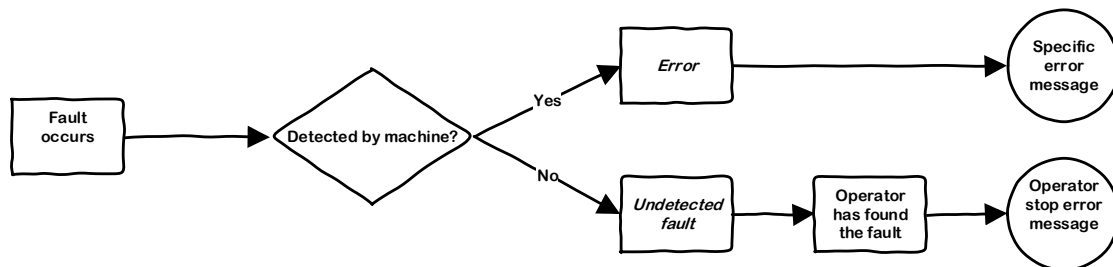 Fault
occurs
Detected by machine?
Yes
Error
Specific
error
message
No
Undetected
fault
Operator
has found
the fault
Operator
stop error
message